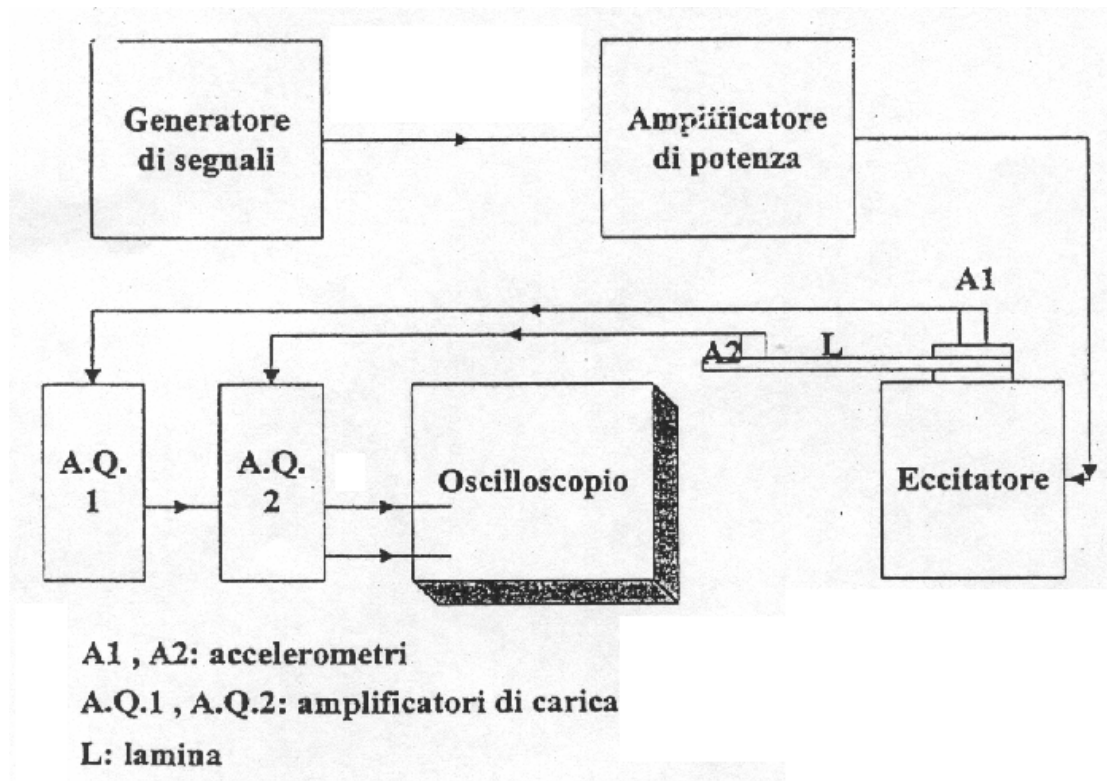 Generatore
di segnali
Amplificatore
di potenza
A1
A2
L
A.Q.
1
A.Q.
2
Oscilloscopio
Eccitatore
A1 , A2: accelerometri
A.Q.1 , A.Q.2: amplificatori di carica
L: lamina